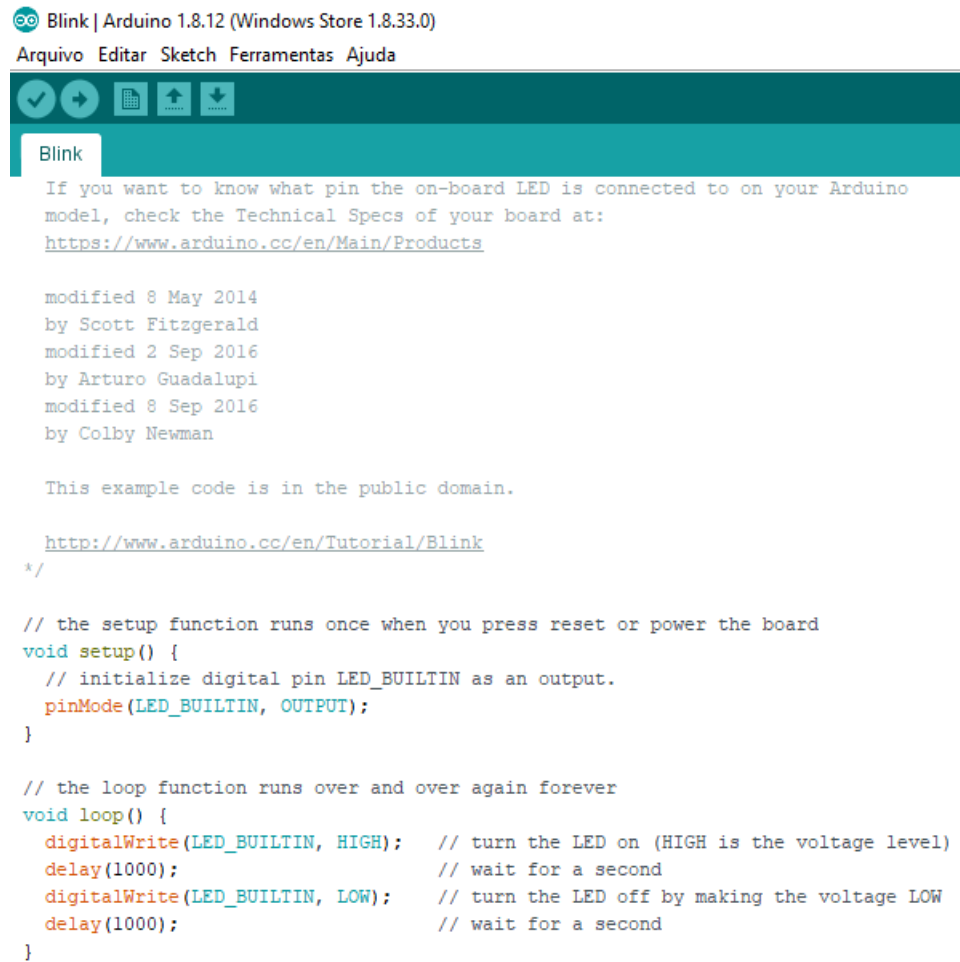 Blink | Arduino 1.8.12 (Windows Store 1.8.33.0)
Arquivo Editar Sketch Ferramentas Ajuda
Blink
If you want to know what pin the on-board LED is connected to on your Arduino
model, check the Technical Specs of your board at:
https://www.arduino.cc/en/Main/Products
modified 8 May 2014
by Scott Fitzgerald
modified 2 Sep 2016
by Arturo Guadalupi
modified 8 Sep 2016
by Colby Newman
This example code is in the public domain.
http://www.arduino.cc/en/Tutorial/Blink
*/
// the setup function runs once when you press reset or power the board
void setup() {
// initialize digital pin LED_BUILTIN as an output.
pinMode(LED_BUILTIN, OUTPUT);
}
// the loop function runs over and over again forever
void loop() {
digitalWrite(LED_BUILTIN, HIGH);   // turn the LED on (HIGH is the voltage level)
delay(1000);                       // wait for a second
digitalWrite(LED_BUILTIN, LOW);    // turn the LED off by making the voltage LOW
delay(1000);                       // wait for a second
}